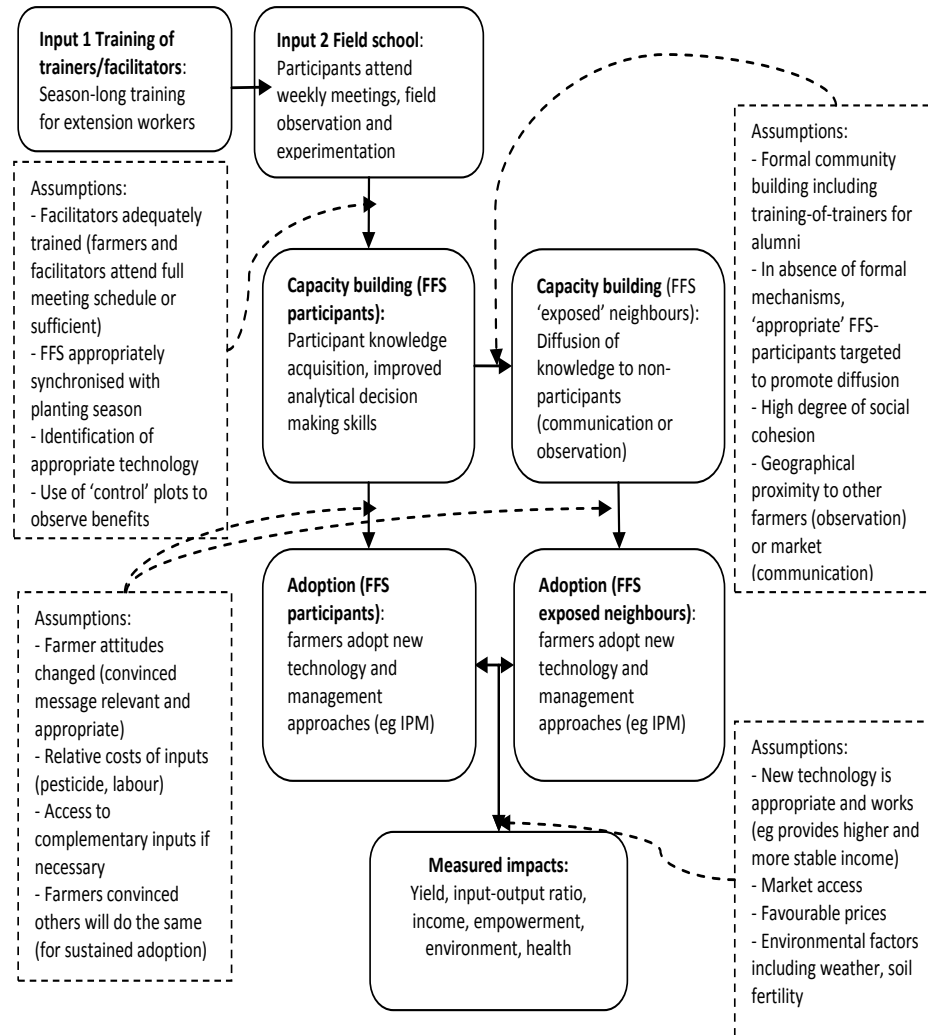 Input 1 Training of
trainers/facilitators:
Season-long training
for extension workers
Input 2 Field school:
Participants attend
weekly meetings, field
observation and
experimentation
Assumptions:
- Facilitators adequately
trained (farmers and
facilitators attend full
meeting schedule or
sufficient)
- FFS appropriately
synchronised with
planting season
- Identification of
appropriate technology
- Use of ‘control’ plots to
observe benefits
Assumptions:
- Formal community
building including
training-of-trainers for
alumni
- In absence of formal
mechanisms,
‘appropriate’ FFS-
participants targeted
to promote diffusion
- High degree of social
cohesion
- Geographical
proximity to other
farmers (observation)
or market
(communication)
Capacity building (FFS
participants):
Participant knowledge
acquisition, improved
analytical decision
making skills
Capacity building (FFS
‘exposed’ neighbours):
Diffusion of
knowledge to non-
participants
(communication or
observation)
Adoption (FFS
participants):
farmers adopt new
technology and
management
approaches (eg IPM)
Adoption (FFS
exposed neighbours):
farmers adopt new
technology and
management
approaches (eg IPM)
Assumptions:
- Farmer attitudes
changed (convinced
message relevant and
appropriate)
- Relative costs of inputs
(pesticide, labour)
- Access to
complementary inputs if
necessary
- Farmers convinced
others will do the same
(for sustained adoption)
Assumptions:
- New technology is
appropriate and works
(eg provides higher and
more stable income)
- Market access
- Favourable prices
- Environmental factors
including weather, soil
fertility
Measured impacts:
Yield, input-output ratio,
income, empowerment,
environment, health